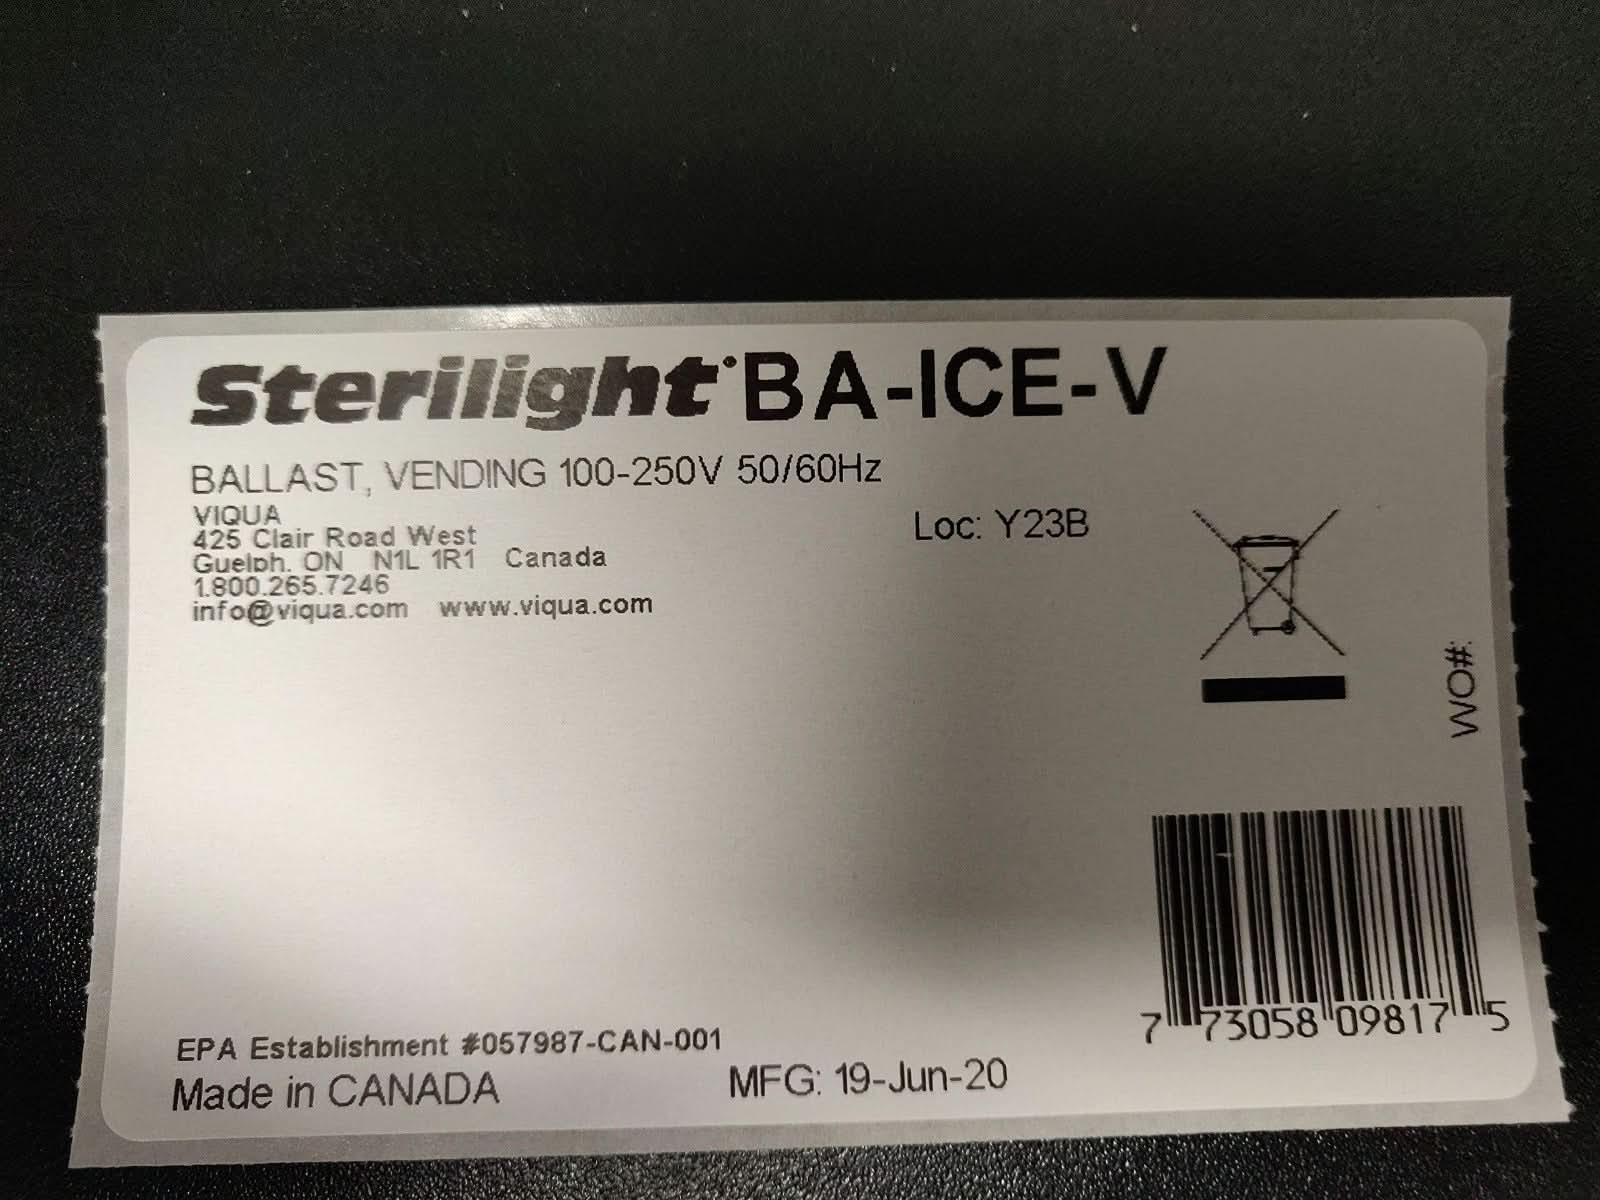 Sterilight BA-ICE-V
BALLAST, VENDING 100-250V 50/60Hz
VIQUA
425 Clair Road West
Guelph. ON N1L 1R1 Canada
1.800.265.7246
info@viqua.com www.viqua.com
Loc: Y23B
WO#:
7 73058 09817 5
EPA Establishment #057987-CAN-001
Made in CANADA MFG: 19-Jun-20